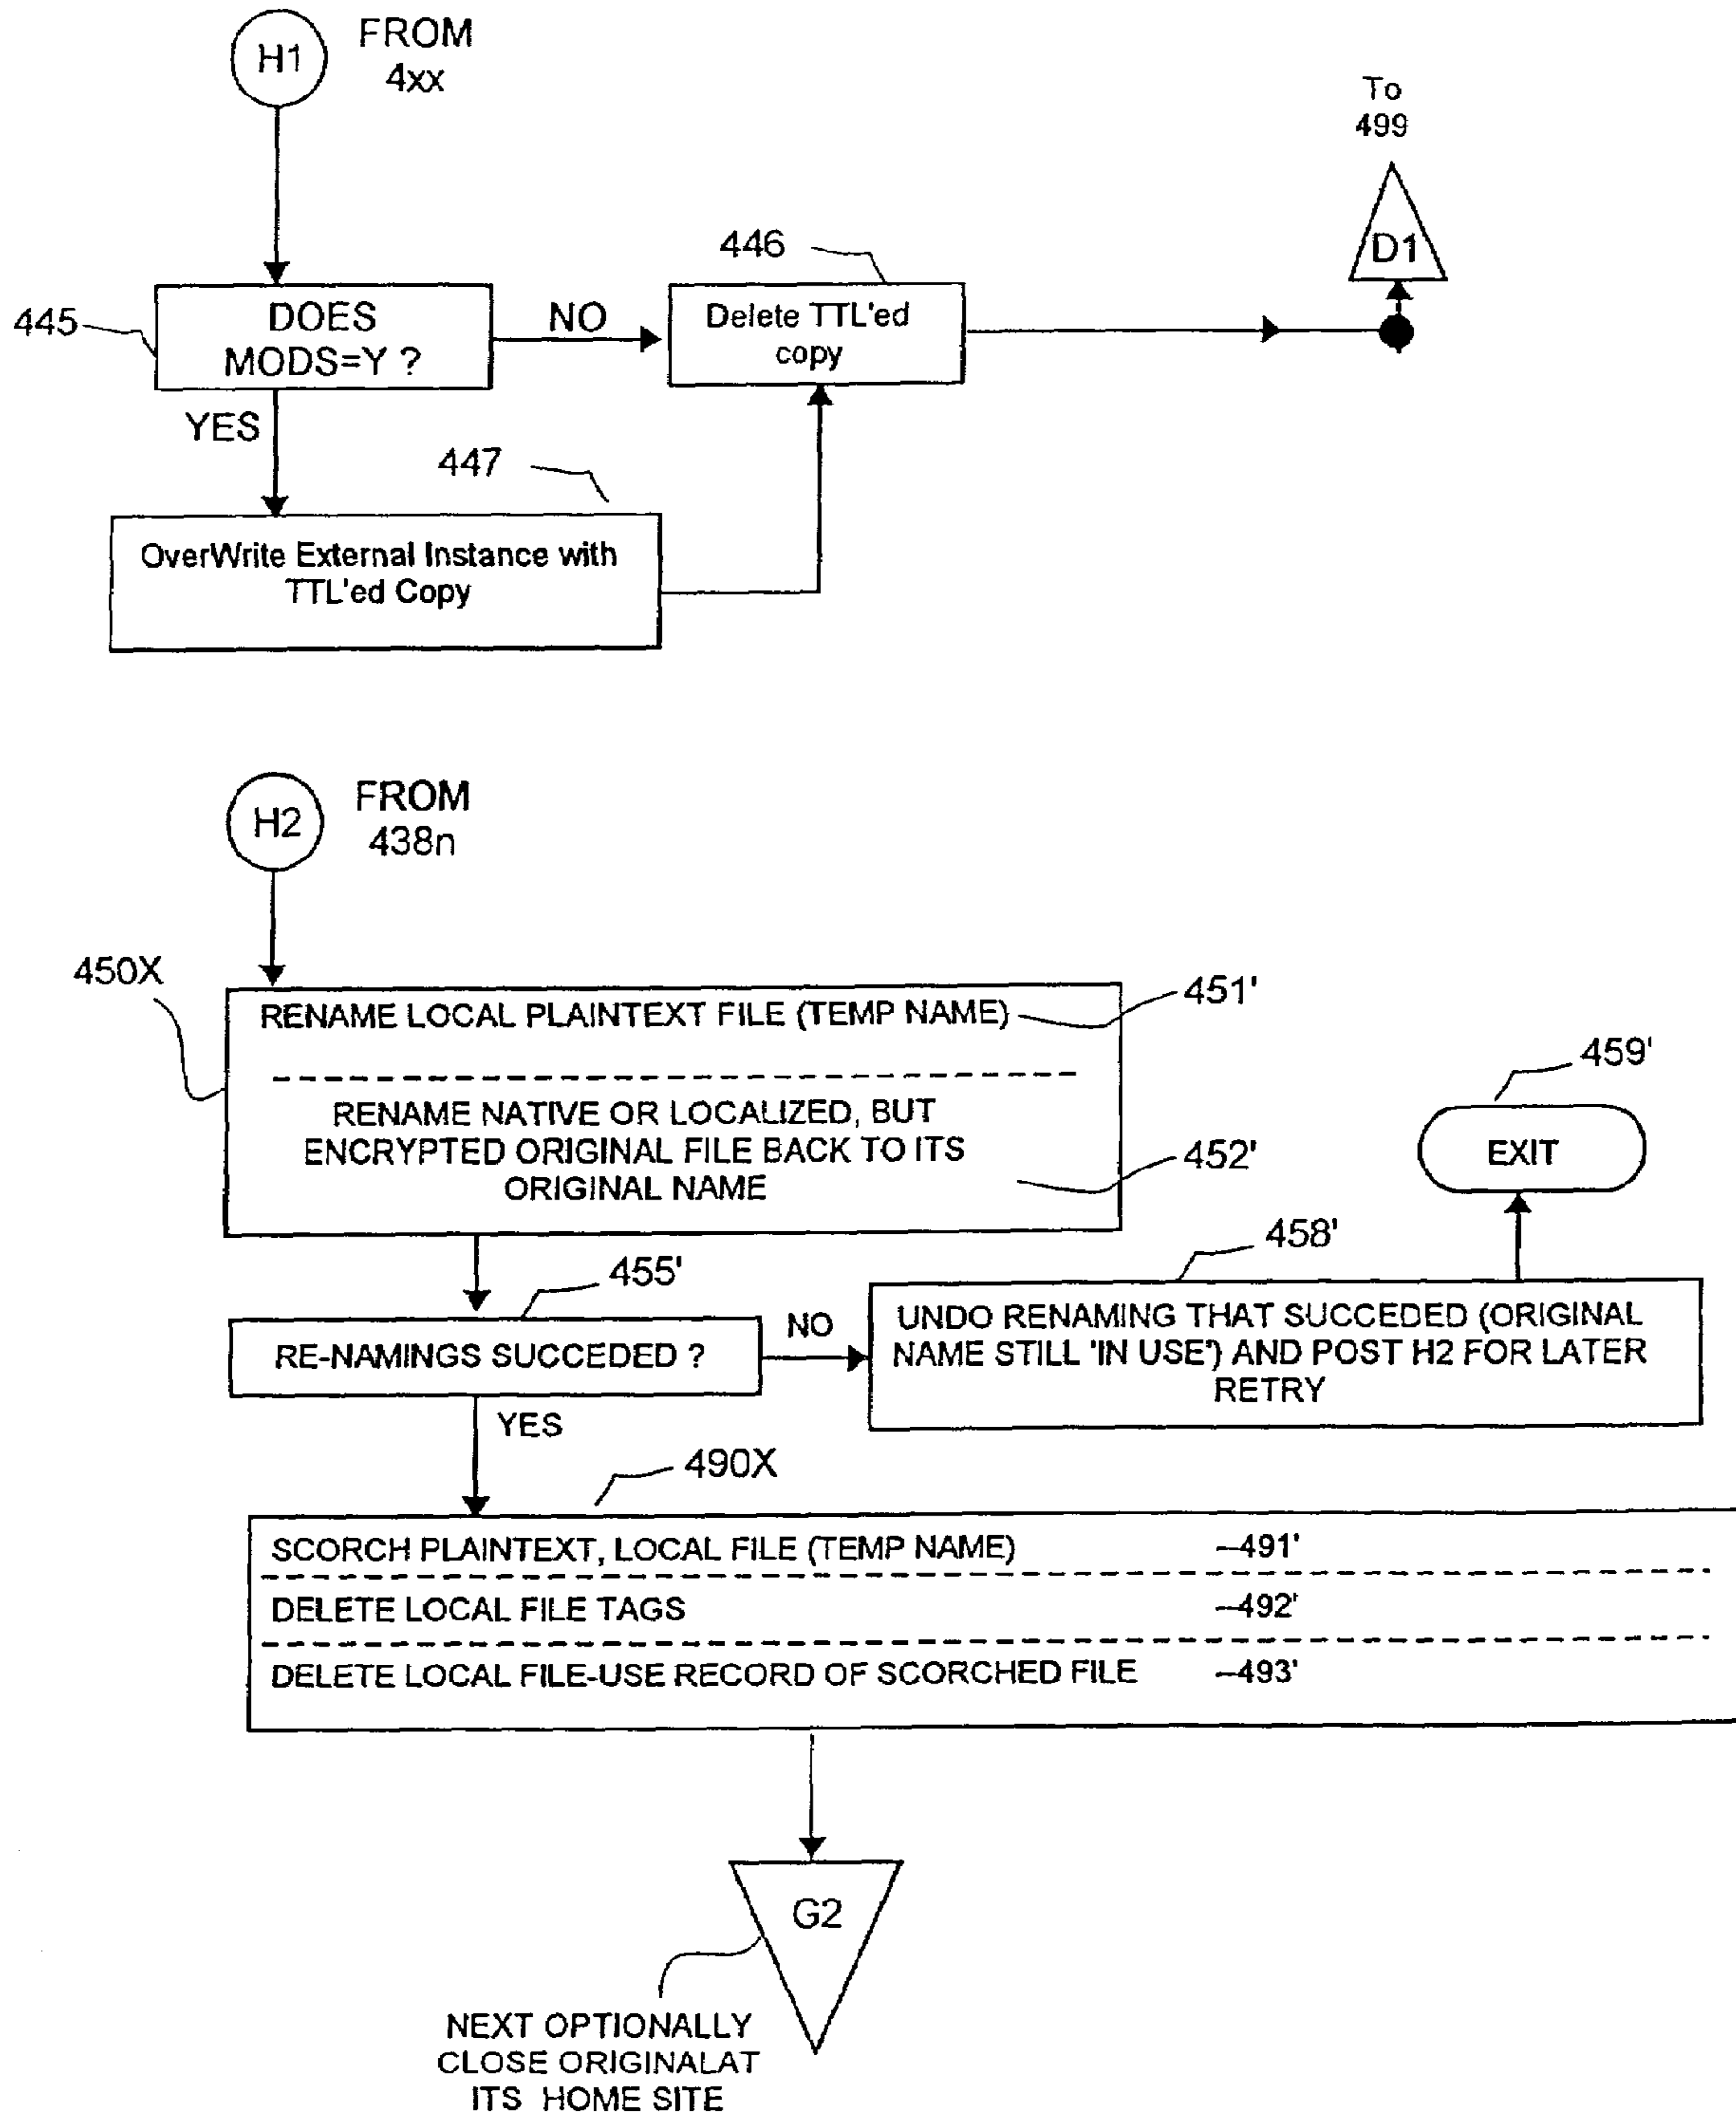 H1
FROM
4xx
To
499
D1
445
DOES
MODS=Y ?
NO
446
Delete TTL'ed
copy
YES
447
OverWrite External Instance with
TTL'ed Copy
H2
FROM
438n
450X
RENAME LOCAL PLAINTEXT FILE (TEMP NAME)
451'
RENAME NATIVE OR LOCALIZED, BUT
ENCRYPTED ORIGINAL FILE BACK TO ITS
ORIGINAL NAME
452'
459'
EXIT
455'
RE-NAMINGS SUCCEDED ?
NO
458'
UNDO RENAMING THAT SUCCEDED (ORIGINAL
NAME STILL 'IN USE') AND POST H2 FOR LATER
RETRY
YES
490X
SCORCH PLAINTEXT, LOCAL FILE (TEMP NAME) –491'
DELETE LOCAL FILE TAGS –492'
DELETE LOCAL FILE-USE RECORD OF SCORCHED FILE –493'
G2
NEXT OPTIONALLY
CLOSE ORIGINALAT
ITS HOME SITE